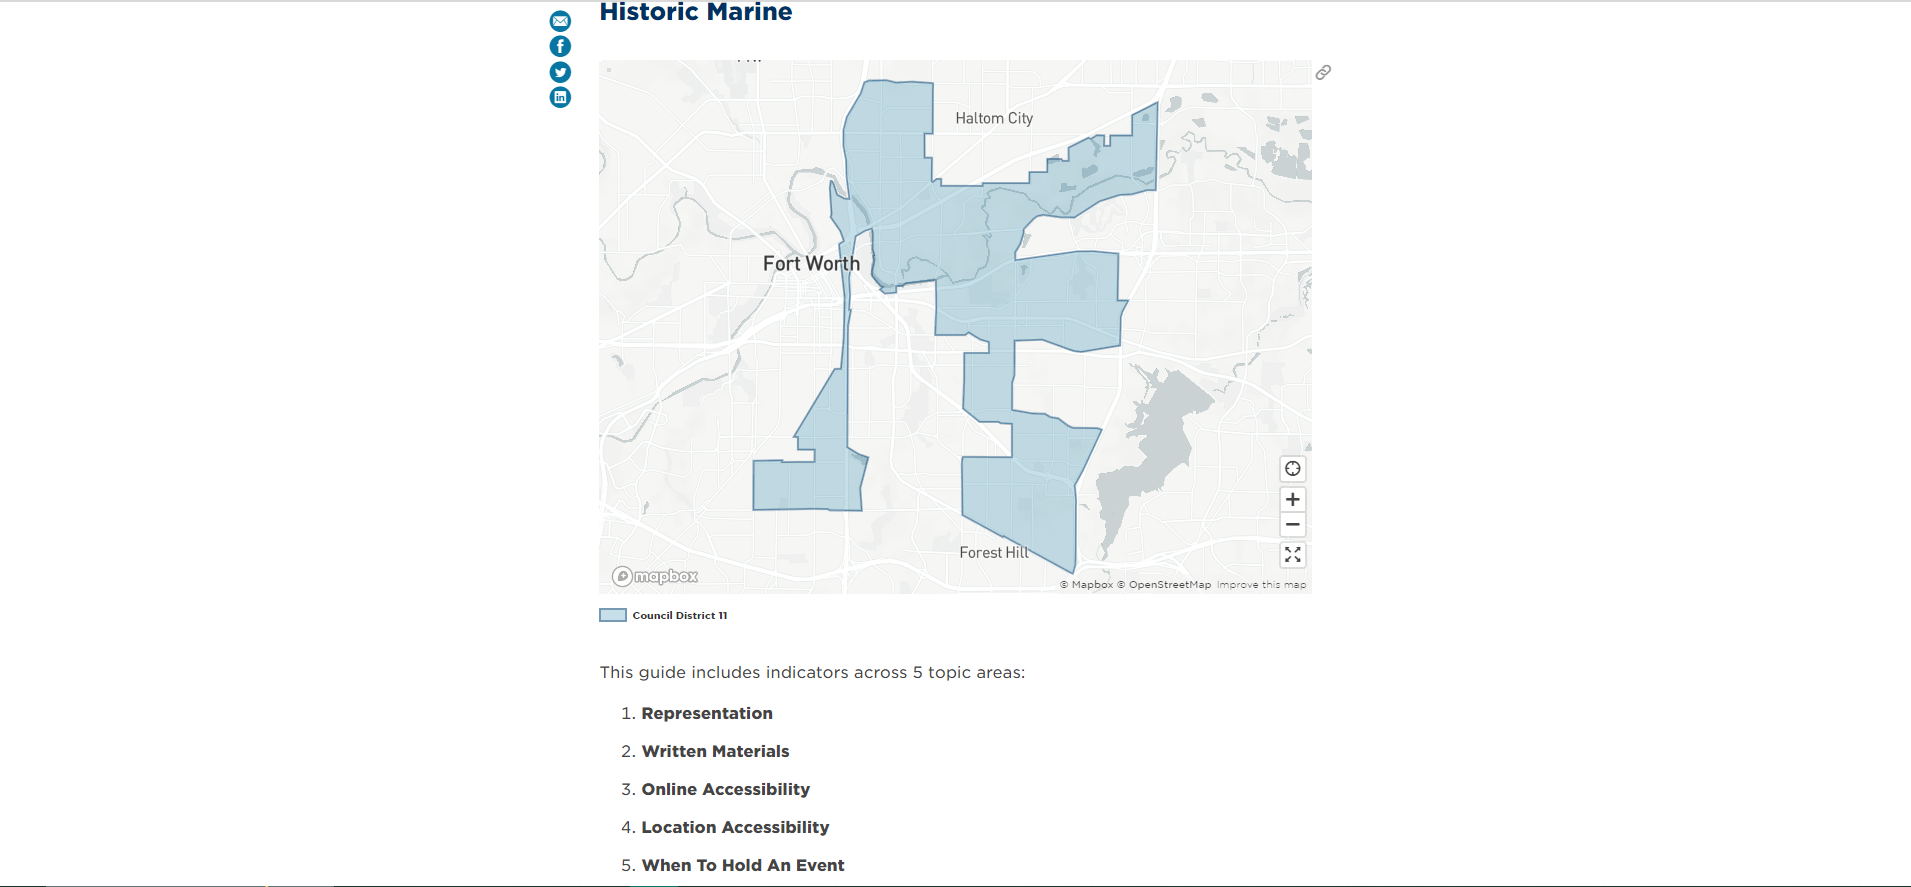 Historic Marine
Haltom City
Fort Worth
Forest Hill
mapbox
© Mapbox © OpenStreetMap Improve this map
Council District 11
This guide includes indicators across 5 topic areas:
1. Representation
2. Written Materials
3. Online Accessibility
4. Location Accessibility
5. When To Hold An Event